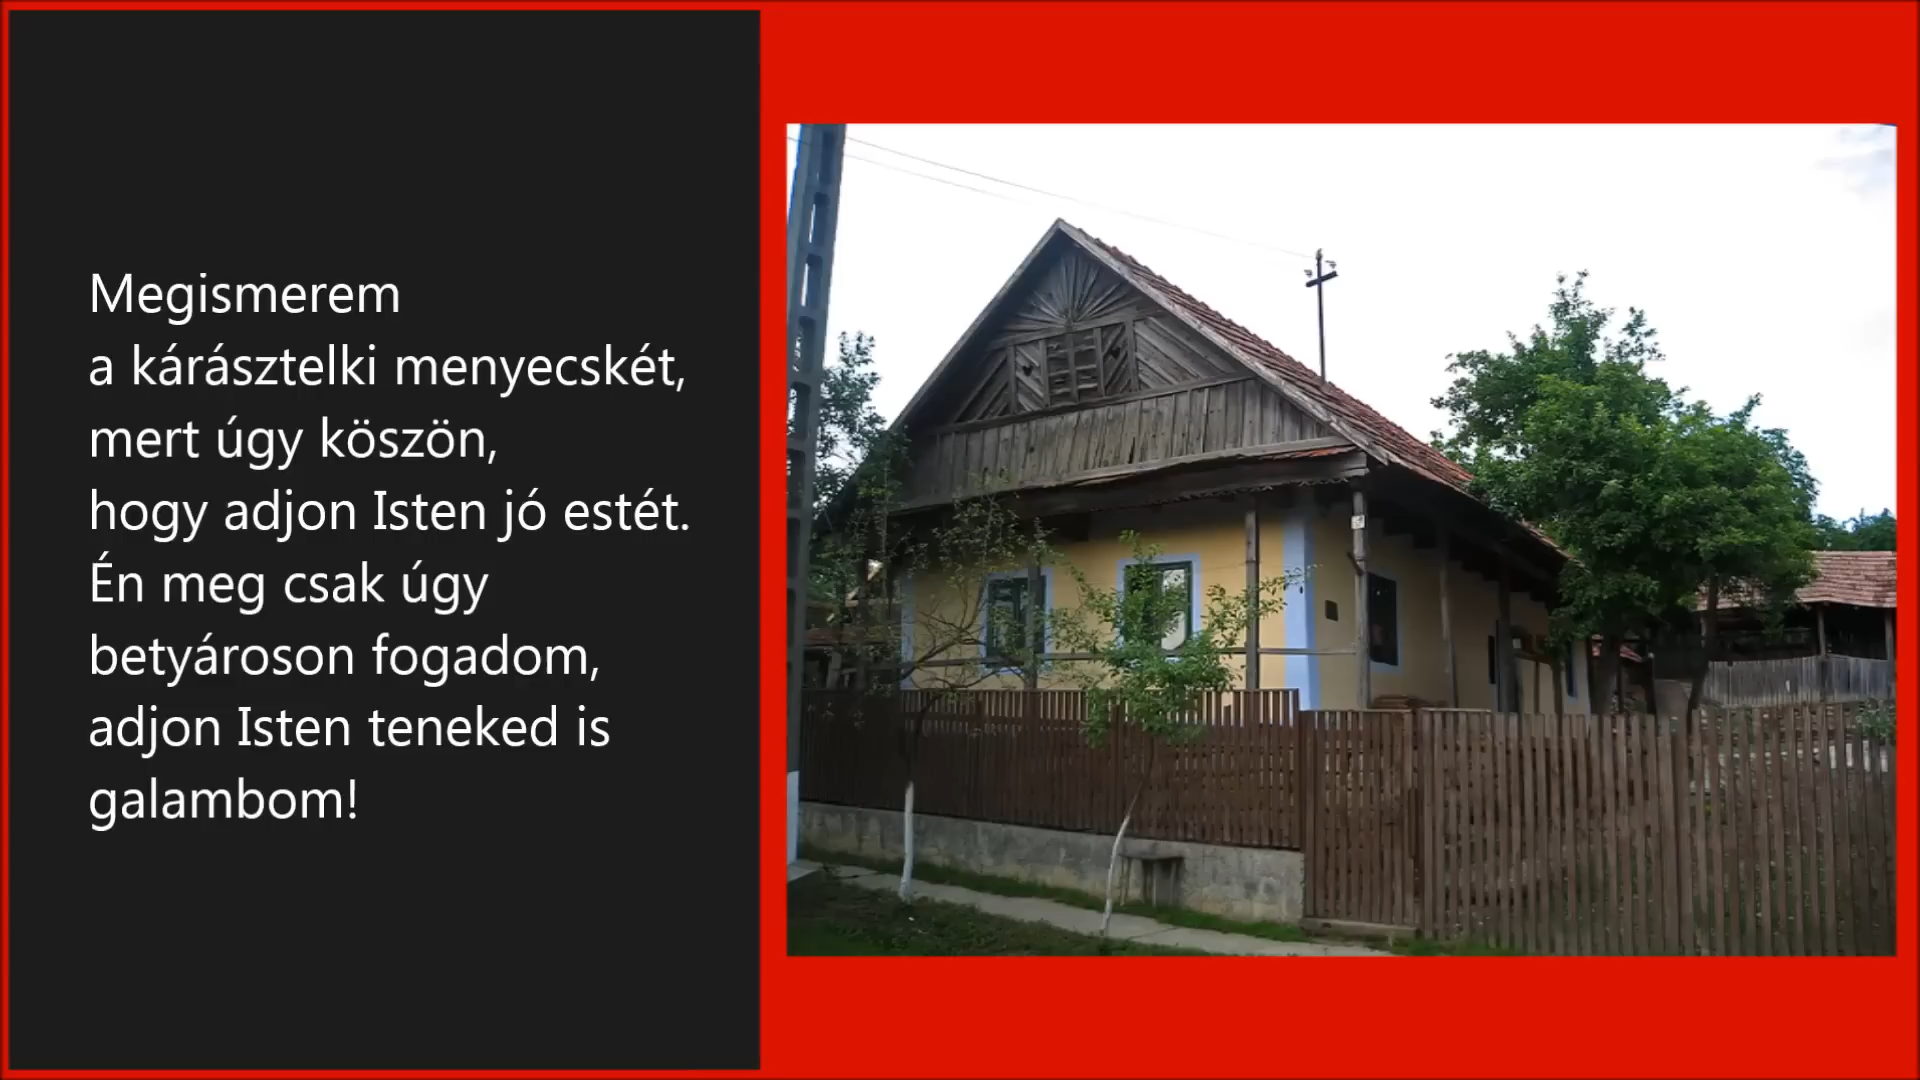 Megismerem
a kárásztelki menyecskét,
mert úgy köszön,
hogy adjon Isten jó estét.
Én meg csak úgy
betyároson fogadom,
adjon Isten teneked is
galambom!